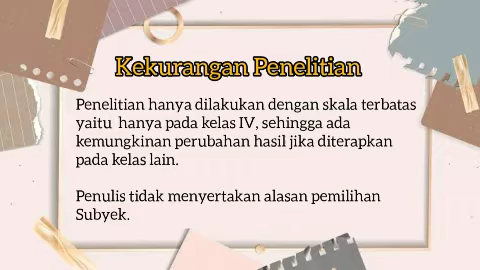 Kekurangan Penelitian
Penelitian hanya dilakukan dengan skala terbatas
yaitu hanya pada kelas IV, sehingga ada
kemungkinan perubahan hasil jika diterapkan
pada kelas lain.
Penulis tidak menyertakan alasan pemilihan
Subyek.